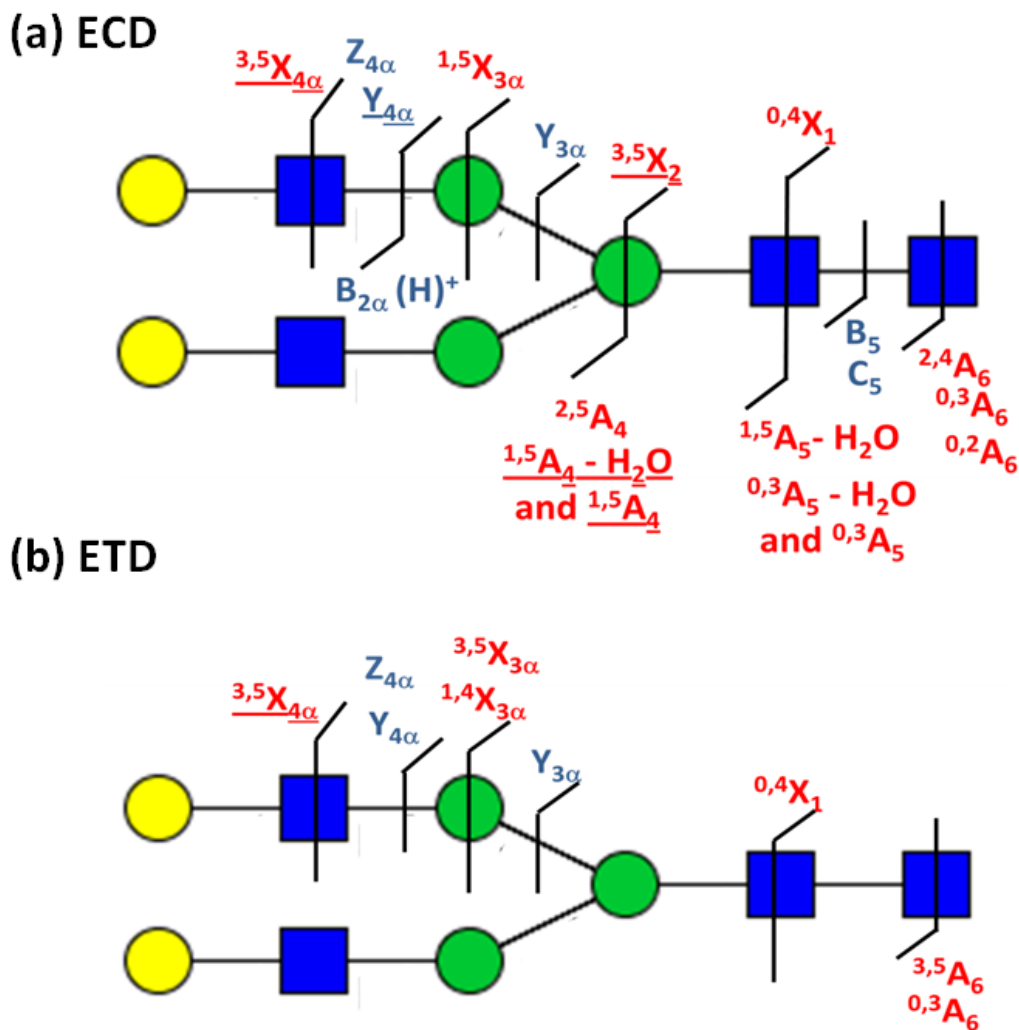 (a) ECD
³,⁵X₄α
Z₄α
Y₄α
¹,⁵X₃α
Y₃α
³,⁵X₂
⁰,⁴X₁
B₂α (H)⁺
B₅
C₅
²,⁴A₆
⁰,³A₆
⁰,²A₆
²,⁵A₄
¹,⁵A₄ - H₂O
and ¹,⁵A₄
¹,⁵A₅- H₂O
⁰,³A₅ - H₂O
and ⁰,³A₅
(b) ETD
³,⁵X₄α
Z₄α
Y₄α
³,⁵X₃α
¹,⁴X₃α
Y₃α
⁰,⁴X₁
³,⁵A₆
⁰,³A₆